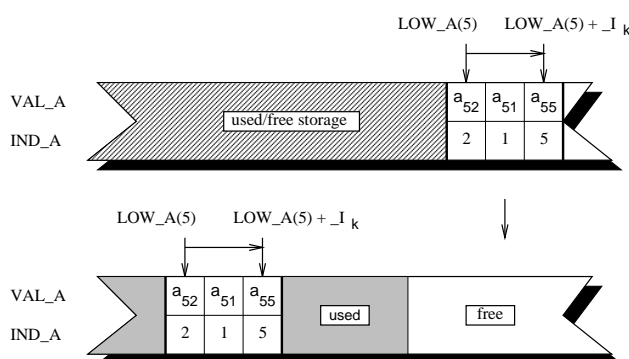 LOW_A(5) LOW_A(5) + _I k
VAL_A a52 a51 a55
used/free storage
IND_A 2 1 5
LOW_A(5) LOW_A(5) + _I k
VAL_A a52 a51 a55
used free
IND_A 2 1 5